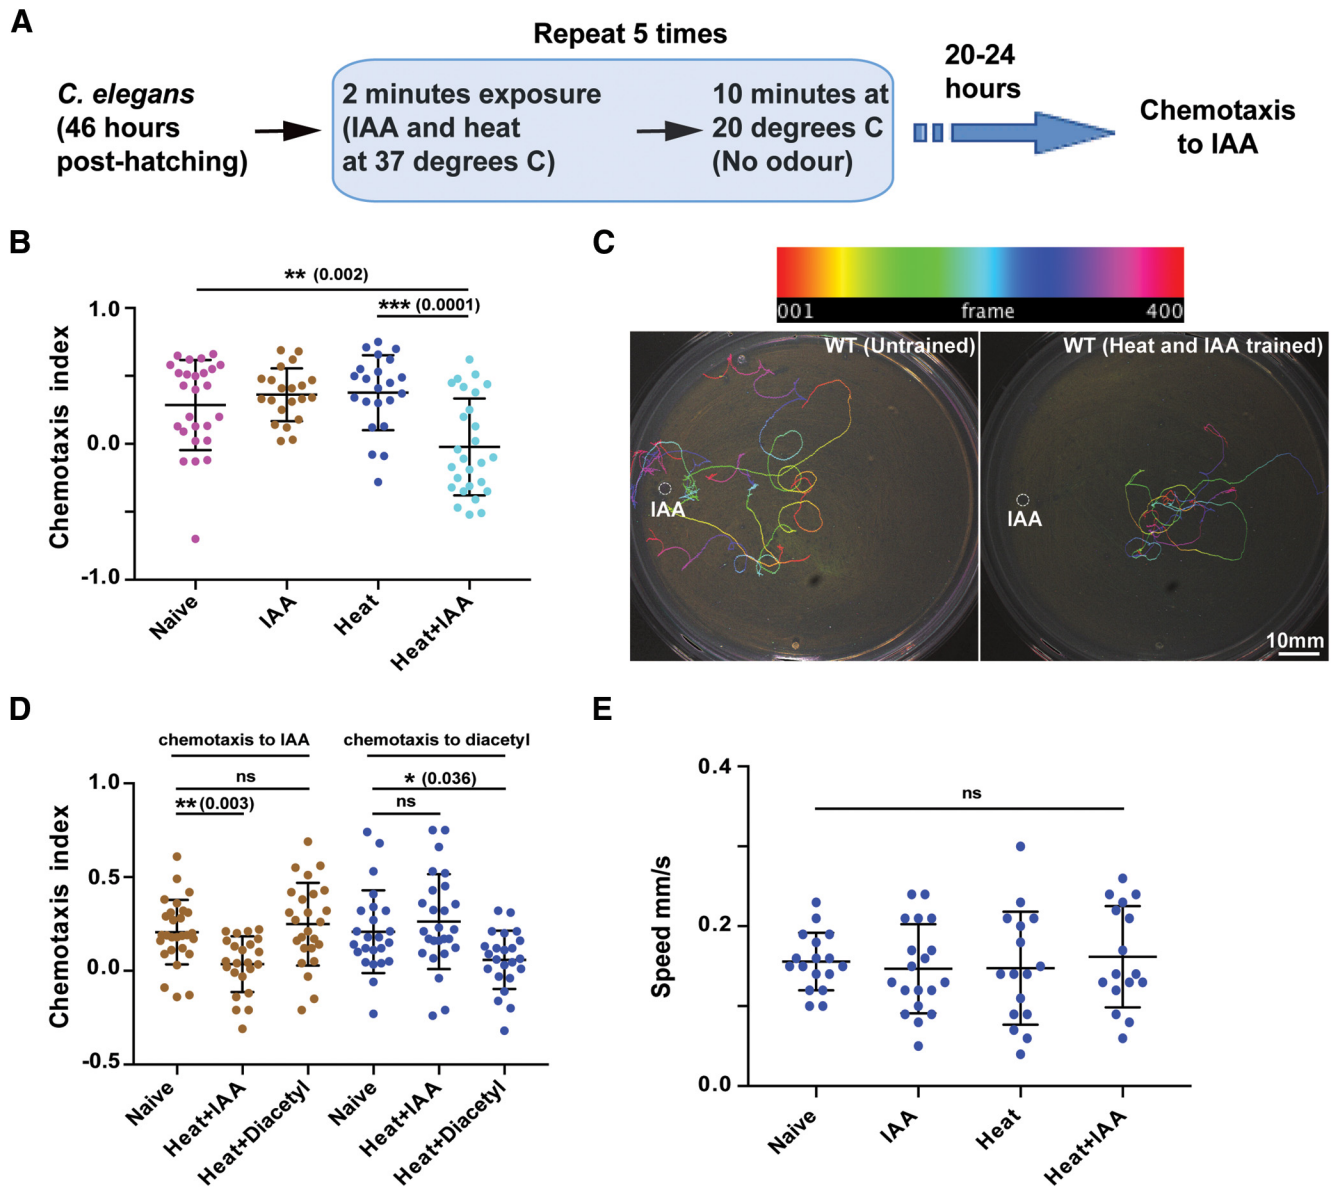 A
Repeat 5 times
C. elegans
(46 hours
post-hatching)
2 minutes exposure
(IAA and heat
at 37 degrees C)
10 minutes at
20 degrees C
(No odour)
20-24
hours
Chemotaxis
to IAA
B
** (0.002)
*** (0.0001)
Chemotaxis index
1.0
0.0
-1.0
Naive
IAA
Heat
Heat+IAA
C
001 frame 400
WT (Untrained)
IAA
WT (Heat and IAA trained)
IAA
10mm
D
chemotaxis to IAA
chemotaxis to diacetyl
ns
** (0.003)
* (0.036)
ns
Chemotaxis index
1.0
0.5
0.0
-0.5
Naive
Heat+IAA
Heat+Diacetyl
Naive
Heat+IAA
Heat+Diacetyl
E
ns
Speed mm/s
0.4
0.2
0.0
Naive
IAA
Heat
Heat+IAA